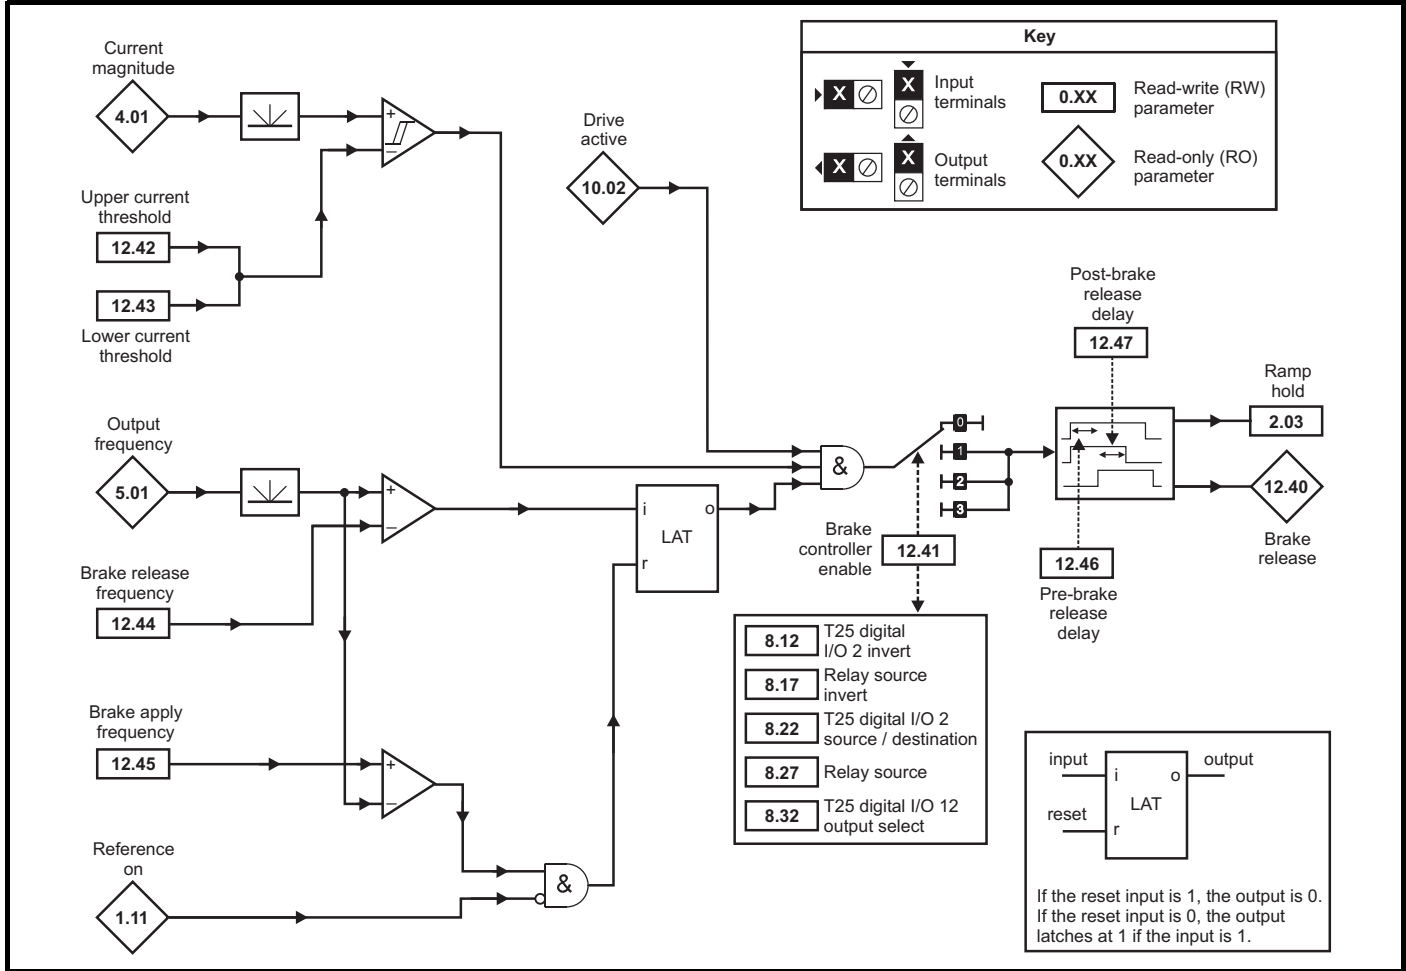 Current
magnitude
4.01
+
−
Upper current
threshold
12.42
12.43
Lower current
threshold
Drive
active
10.02
Key
X
X
Input
terminals
0.XX
Read-write (RW)
parameter
X
X
Output
terminals
0.XX
Read-only (RO)
parameter
Output
frequency
5.01
+
−
Brake release
frequency
12.44
i
o
LAT
r
&
0
1
2
3
Brake
controller
enable
12.41
Post-brake
release
delay
12.47
Ramp
hold
2.03
12.40
Brake
release
12.46
Pre-brake
release
delay
Brake apply
frequency
12.45
+
−
Reference
on
1.11
&
8.12
T25 digital
I/O 2 invert
8.17
Relay source
invert
8.22
T25 digital I/O 2
source / destination
8.27
Relay source
8.32
T25 digital I/O 12
output select
input
output
i
o
LAT
reset
r
If the reset input is 1, the output is 0.
If the reset input is 0, the output
latches at 1 if the input is 1.